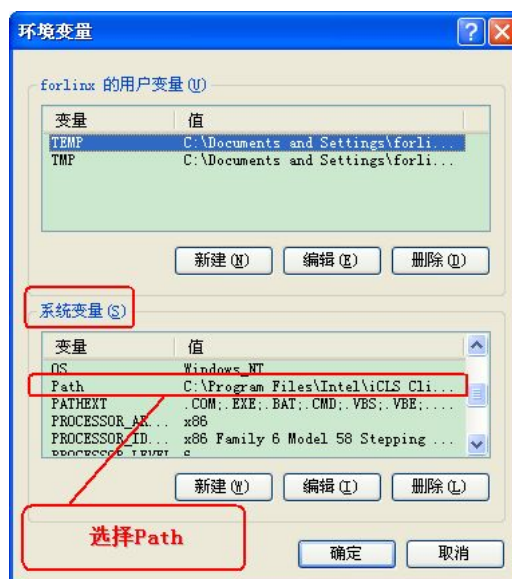 环境变量
forlinx 的用户变量(U)
变量 值
TEMP C:\Documents and Settings\forli...
TMP C:\Documents and Settings\forli...
新建(N) 编辑(E) 删除(D)
系统变量(S)
变量 值
OS Windows_NT
Path C:\Program Files\Intel\iCLS Cli...
PATHEXT .COM;.EXE;.BAT;.CMD;.VBS;.VBE;....
PROCESSOR_AR... x86
PROCESSOR_ID... x86 Family 6 Model 58 Stepping ...
PROCESSOR_LEVEL 6
新建(W) 编辑(I) 删除(L)
选择Path
确定 取消